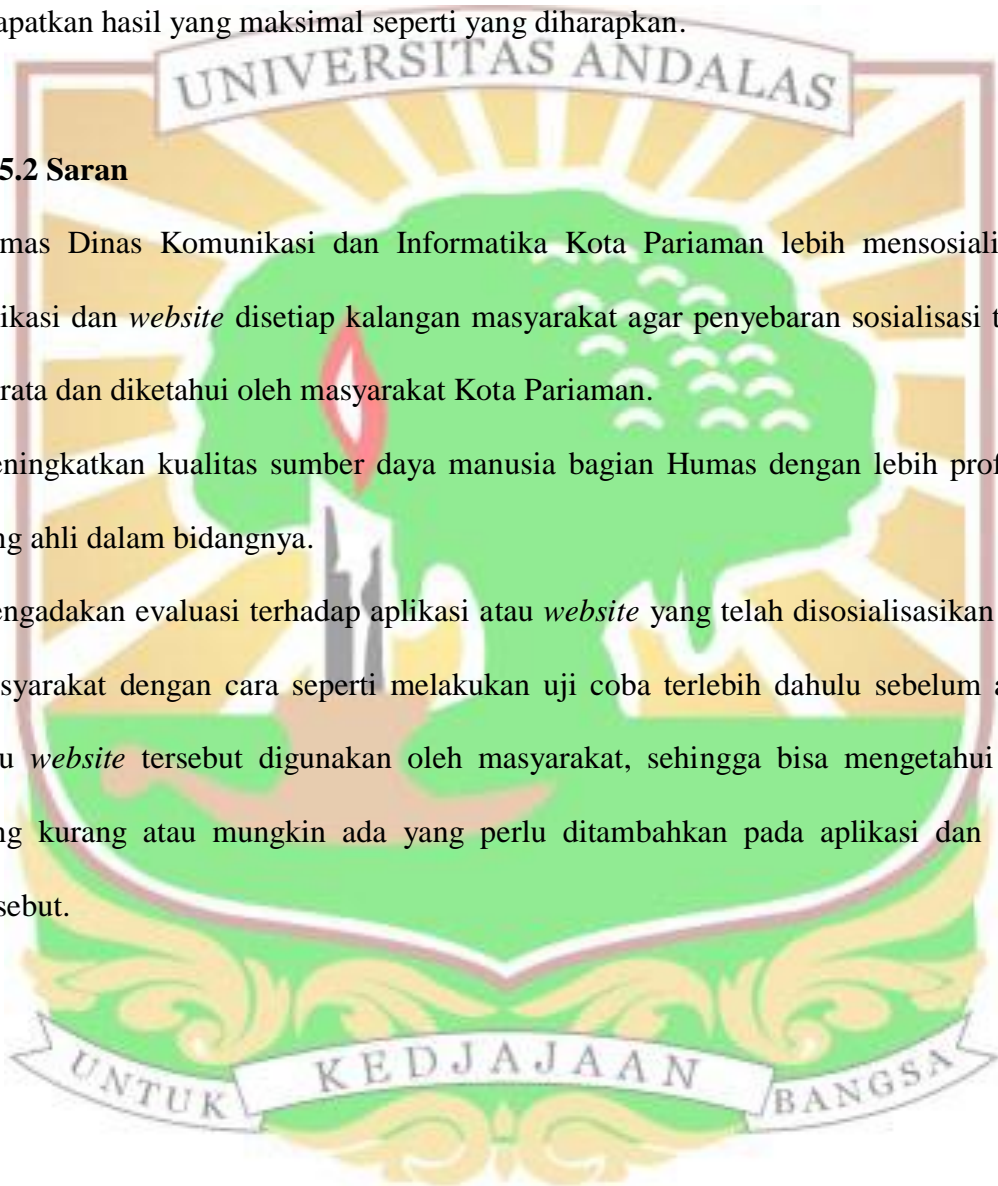 apatkan hasil yang maksimal seperti yang diharapkan.
UNIVERSITAS ANDALAS
5.2 Saran
mas Dinas Komunikasi dan Informatika Kota Pariaman lebih mensosiali
ikasi dan website disetiap kalangan masyarakat agar penyebaran sosialisasi t
rata dan diketahui oleh masyarakat Kota Pariaman.
eningkatkan kualitas sumber daya manusia bagian Humas dengan lebih prof
ng ahli dalam bidangnya.
engadakan evaluasi terhadap aplikasi atau website yang telah disosialisasikan
syarakat dengan cara seperti melakukan uji coba terlebih dahulu sebelum a
u website tersebut digunakan oleh masyarakat, sehingga bisa mengetahui
ng kurang atau mungkin ada yang perlu ditambahkan pada aplikasi dan
sebut.
UNTUK KEDJAJAAN BANGSA